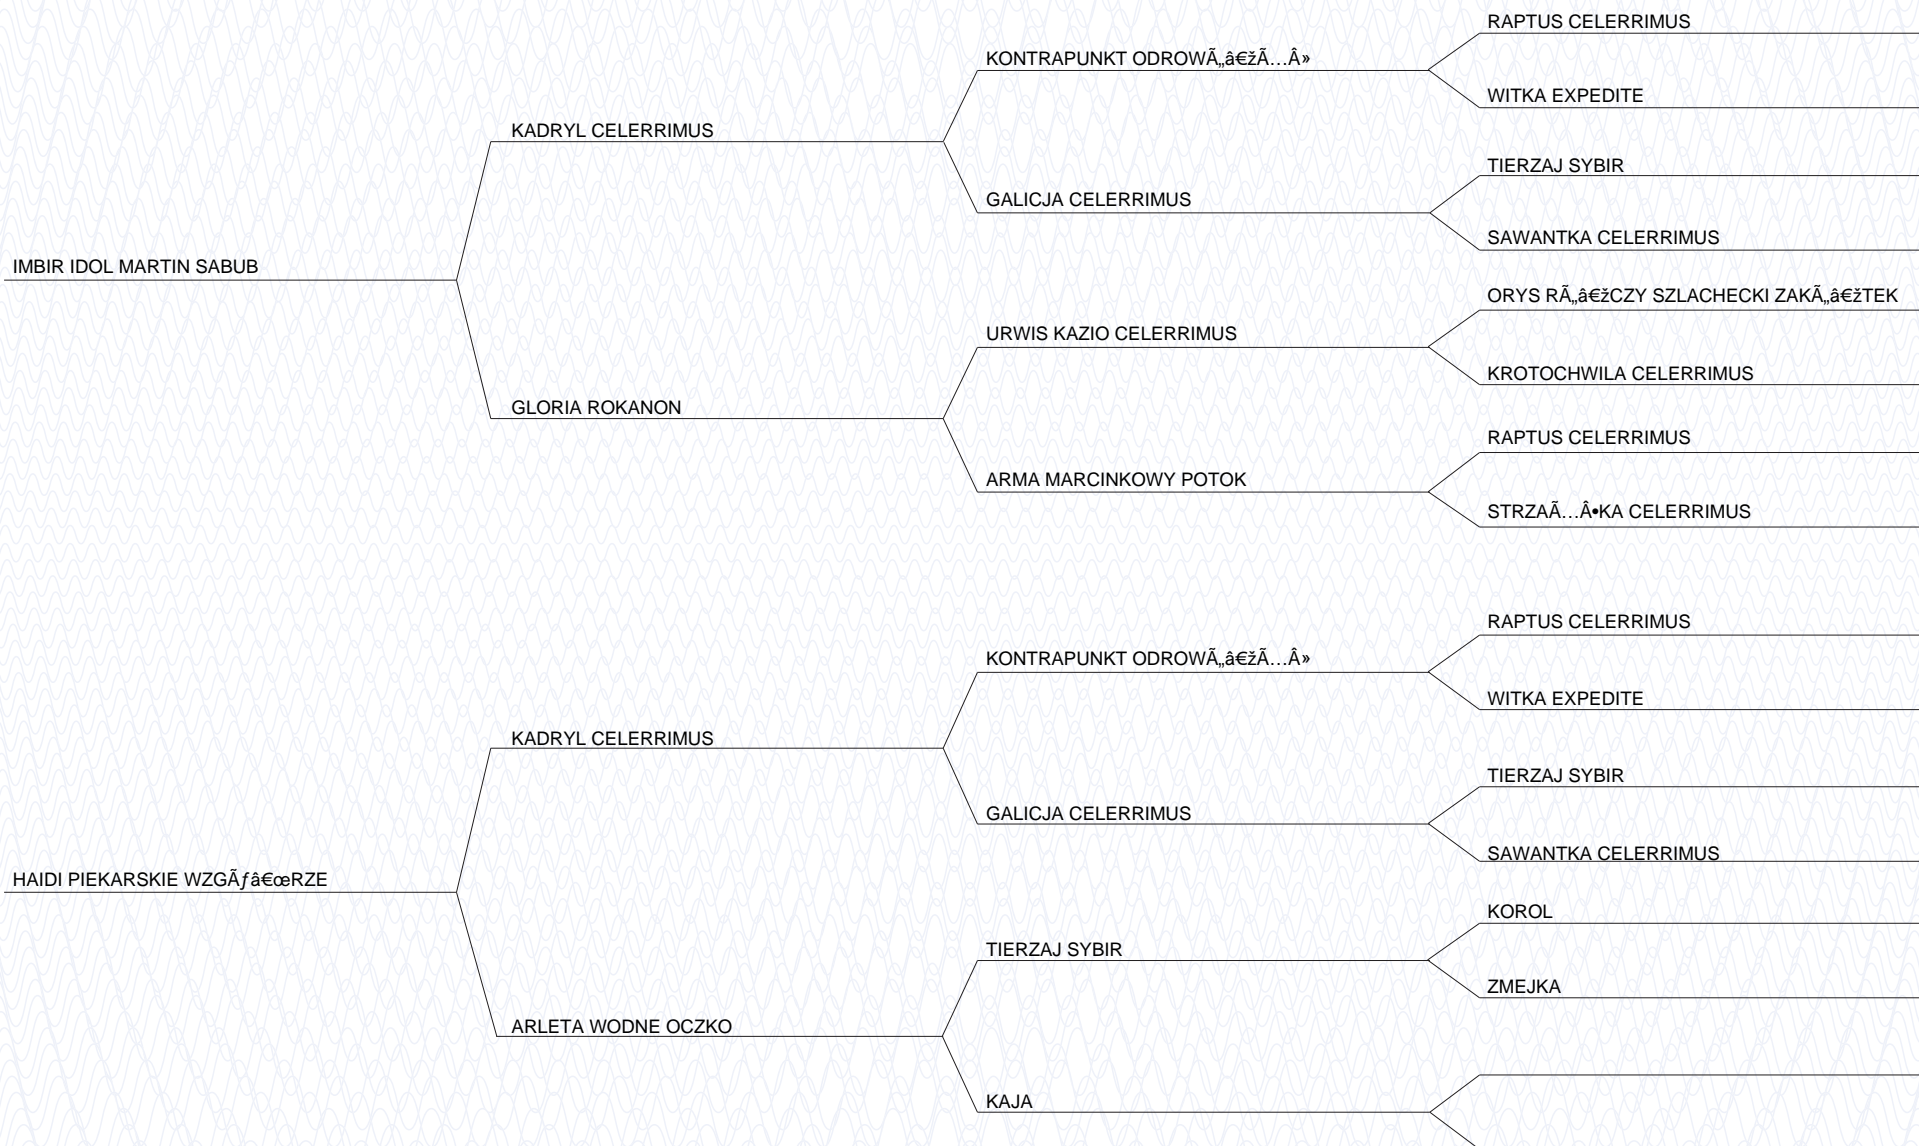 RAPTUS CELERRIMUS
KONTRAPUNKT ODROWÃ„â€žÃ…Â»
WITKA EXPEDITE
KADRYL CELERRIMUS
TIERZAJ SYBIR
GALICJA CELERRIMUS
SAWANTKA CELERRIMUS
IMBIR IDOL MARTIN SABUB
ORYS RÃ„â€žCZY SZLACHECKI ZAKÃ„â€žTEK
URWIS KAZIO CELERRIMUS
KROTOCHWILA CELERRIMUS
GLORIA ROKANON
RAPTUS CELERRIMUS
ARMA MARCINKOWY POTOK
STRZAÃ…Â•KA CELERRIMUS
RAPTUS CELERRIMUS
KONTRAPUNKT ODROWÃ„â€žÃ…Â»
WITKA EXPEDITE
KADRYL CELERRIMUS
TIERZAJ SYBIR
GALICJA CELERRIMUS
SAWANTKA CELERRIMUS
HAIDI PIEKARSKIE WZGÃƒâ€œRZE
KOROL
TIERZAJ SYBIR
ZMEJKA
ARLETA WODNE OCZKO
KAJA